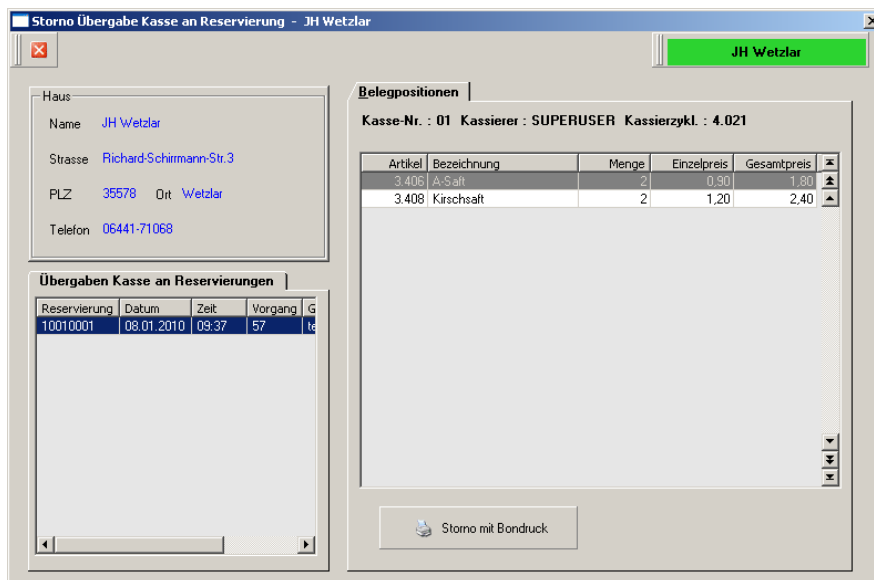 Storno Übergabe Kasse an Reservierung - JH Wetzlar
JH Wetzlar
Haus
Name JH Wetzlar
Strasse Richard-Schirrmann-Str.3
PLZ 35578 Ort Wetzlar
Telefon 06441-71068
Übergaben Kasse an Reservierungen
Reservierung Datum Zeit Vorgang G
10010001 08.01.2010 09:37 57 te
Belegpositionen
Kasse-Nr. : 01 Kassierer : SUPERUSER Kassierzykl. : 4.021
Artikel Bezeichnung Menge Einzelpreis Gesamtpreis
3.406 A-Saft 2 0,90 1,80
3.408 Kirschsaft 2 1,20 2,40
Storno mit Bondruck